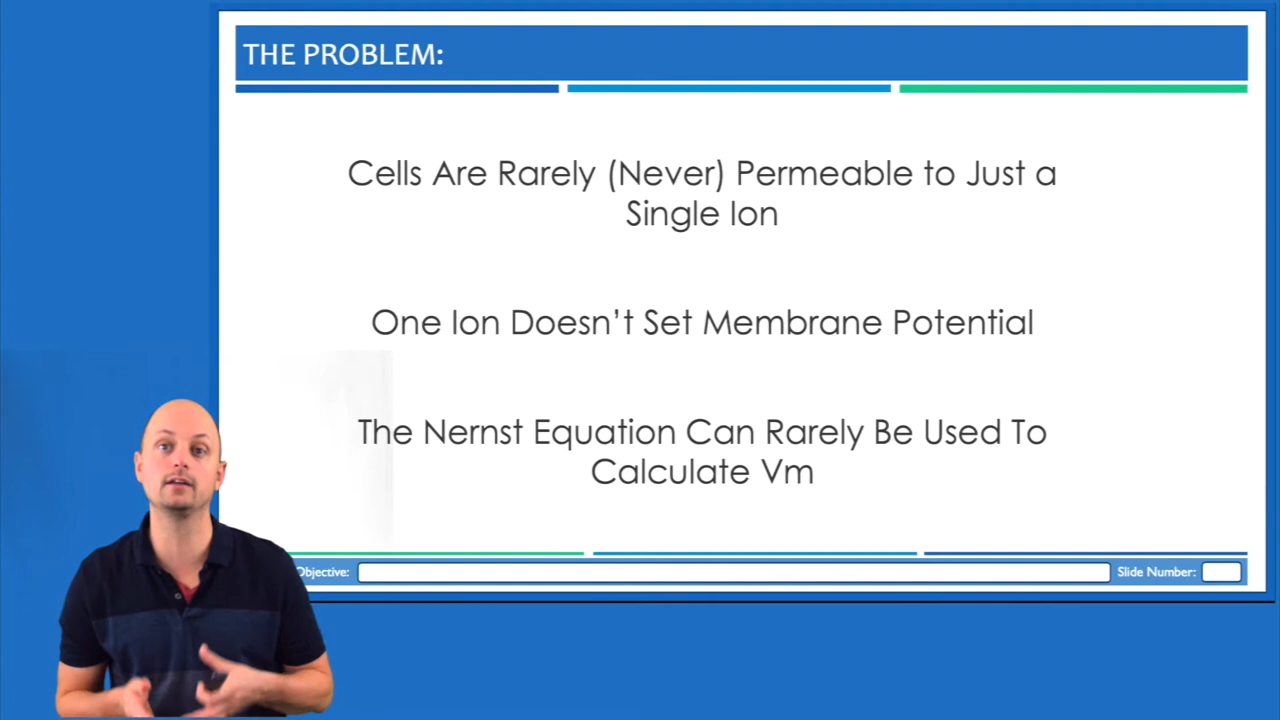 THE PROBLEM:
Cells Are Rarely (Never) Permeable to Just a
Single Ion
One Ion Doesn't Set Membrane Potential
The Nernst Equation Can Rarely Be Used To
Calculate Vm
Objective:
Slide Number: